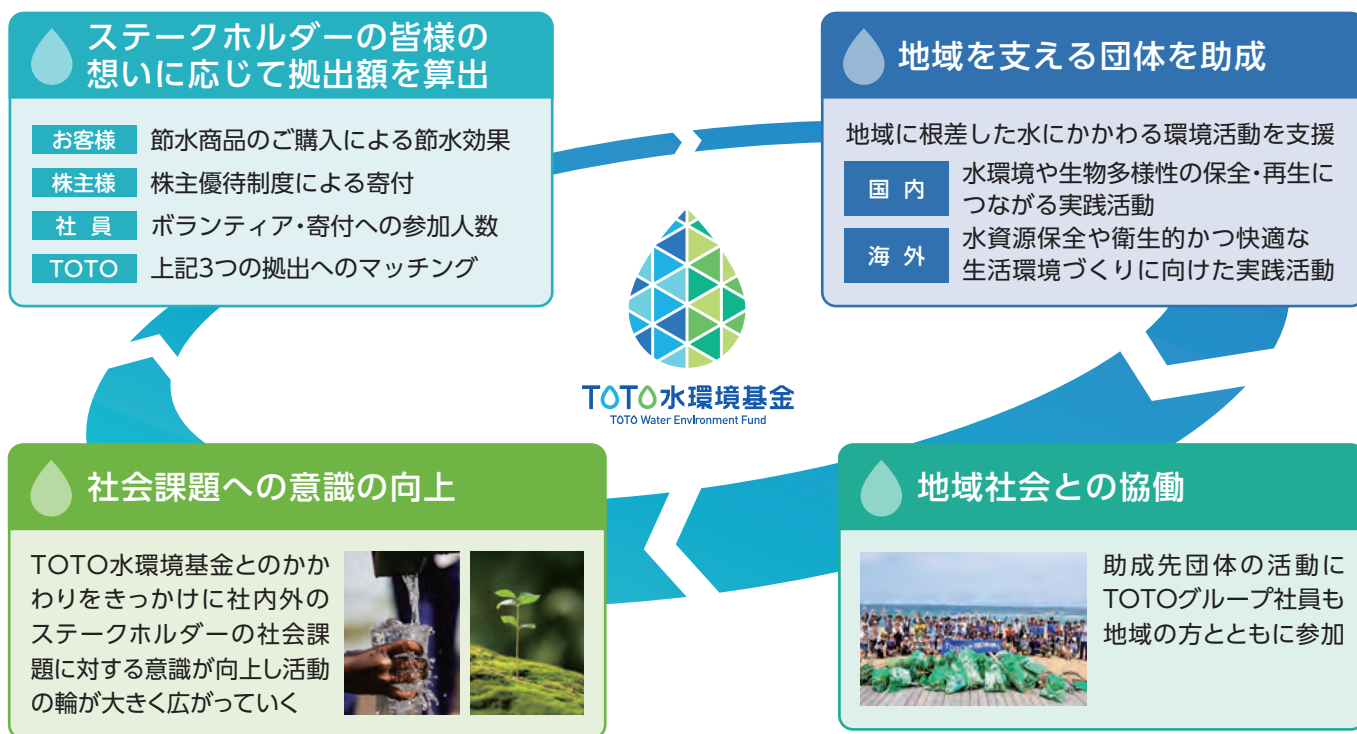 ステークホルダーの皆様の
想いに応じて拠出額を算出
お客様 節水商品のご購入による節水効果
株主様 株主優待制度による寄付
社 員 ボランティア・寄付への参加人数
TOTO 上記3つの拠出へのマッチング
地域を支える団体を助成
地域に根差した水にかかわる環境活動を支援
国 内 水環境や生物多様性の保全・再生に
つながる実践活動
海 外 水資源保全や衛生的かつ快適な
生活環境づくりに向けた実践活動
TOTO水環境基金
TOTO Water Environment Fund
社会課題への意識の向上
TOTO水環境基金とのかか
わりをきっかけに社内外の
ステークホルダーの社会課
題に対する意識が向上し活動
の輪が大きく広がっていく
地域社会との協働
助成先団体の活動に
TOTOグループ社員も
地域の方とともに参加